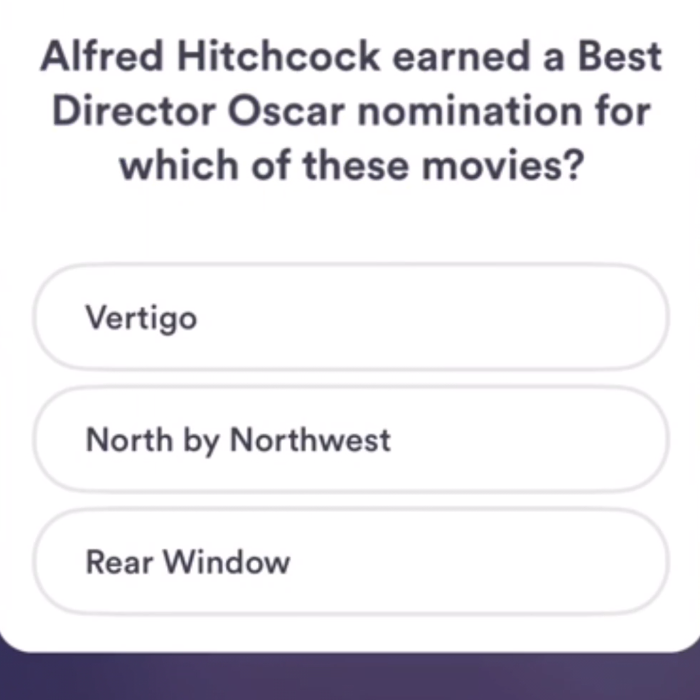 Alfred Hitchcock earned a Best
Director Oscar nomination for
which of these movies?
Vertigo
North by Northwest
Rear Window